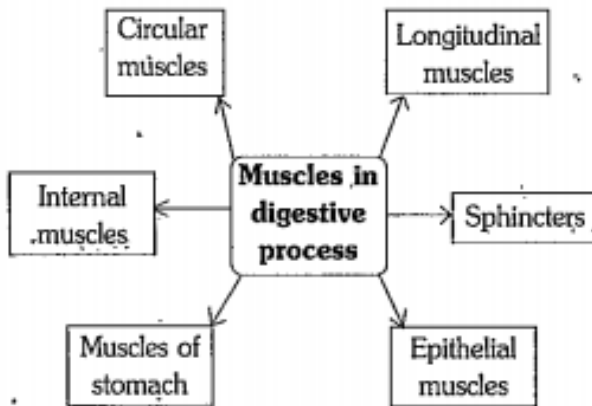 Circular
muscles
Longitudinal
muscles
Internal
muscles
Muscles in
digestive
process
Sphincters
Muscles of
stomach
Epithelial
muscles